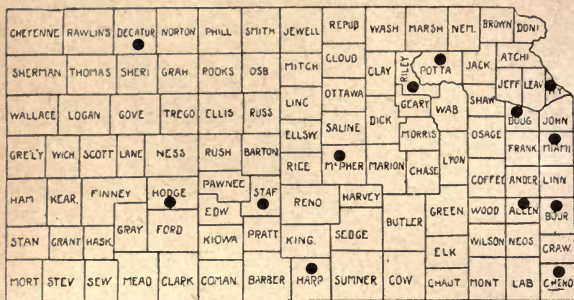 CHEYENNE RAWLINS DECATUR NORTON PHILL SMITH JEWELL REPUB WASH MARSH NEM. BROWN DONI
SHERMAN THOMAS SHERI GRAH ROOKS OSB MITCH CLOUD CLAY RILEY POTTA JACK ATCHI
JEFF LEAV WY.
WALLACE LOGAN GOVE TREGO ELLIS RUSS LINC OTTAWA DICK GEARY WAB SHAW DOUG JOHN
ELLSW SALINE MORRIS OSAGE FRANK. MIAMI
GRE'LY WICH SCOTT LANE NESS RUSH BARTON RICE McPHER MARION CHASE LYON COFFEE ANDER LINN
HAM KEAR. FINNEY HODGE PAWNEE STAF RENO HARVEY
EDW BUTLER GREEN. WOOD ALLEN BOUR
STAN GRANT HASK. GRAY FORD KIOWA PRATT KING. SEDGE ELK WILSON NEOS CRAW.
MORT STEV SEW MEAD CLARK COMAN. BARBER HARP SUMNER COW CHAUT MONT LAB CHERO